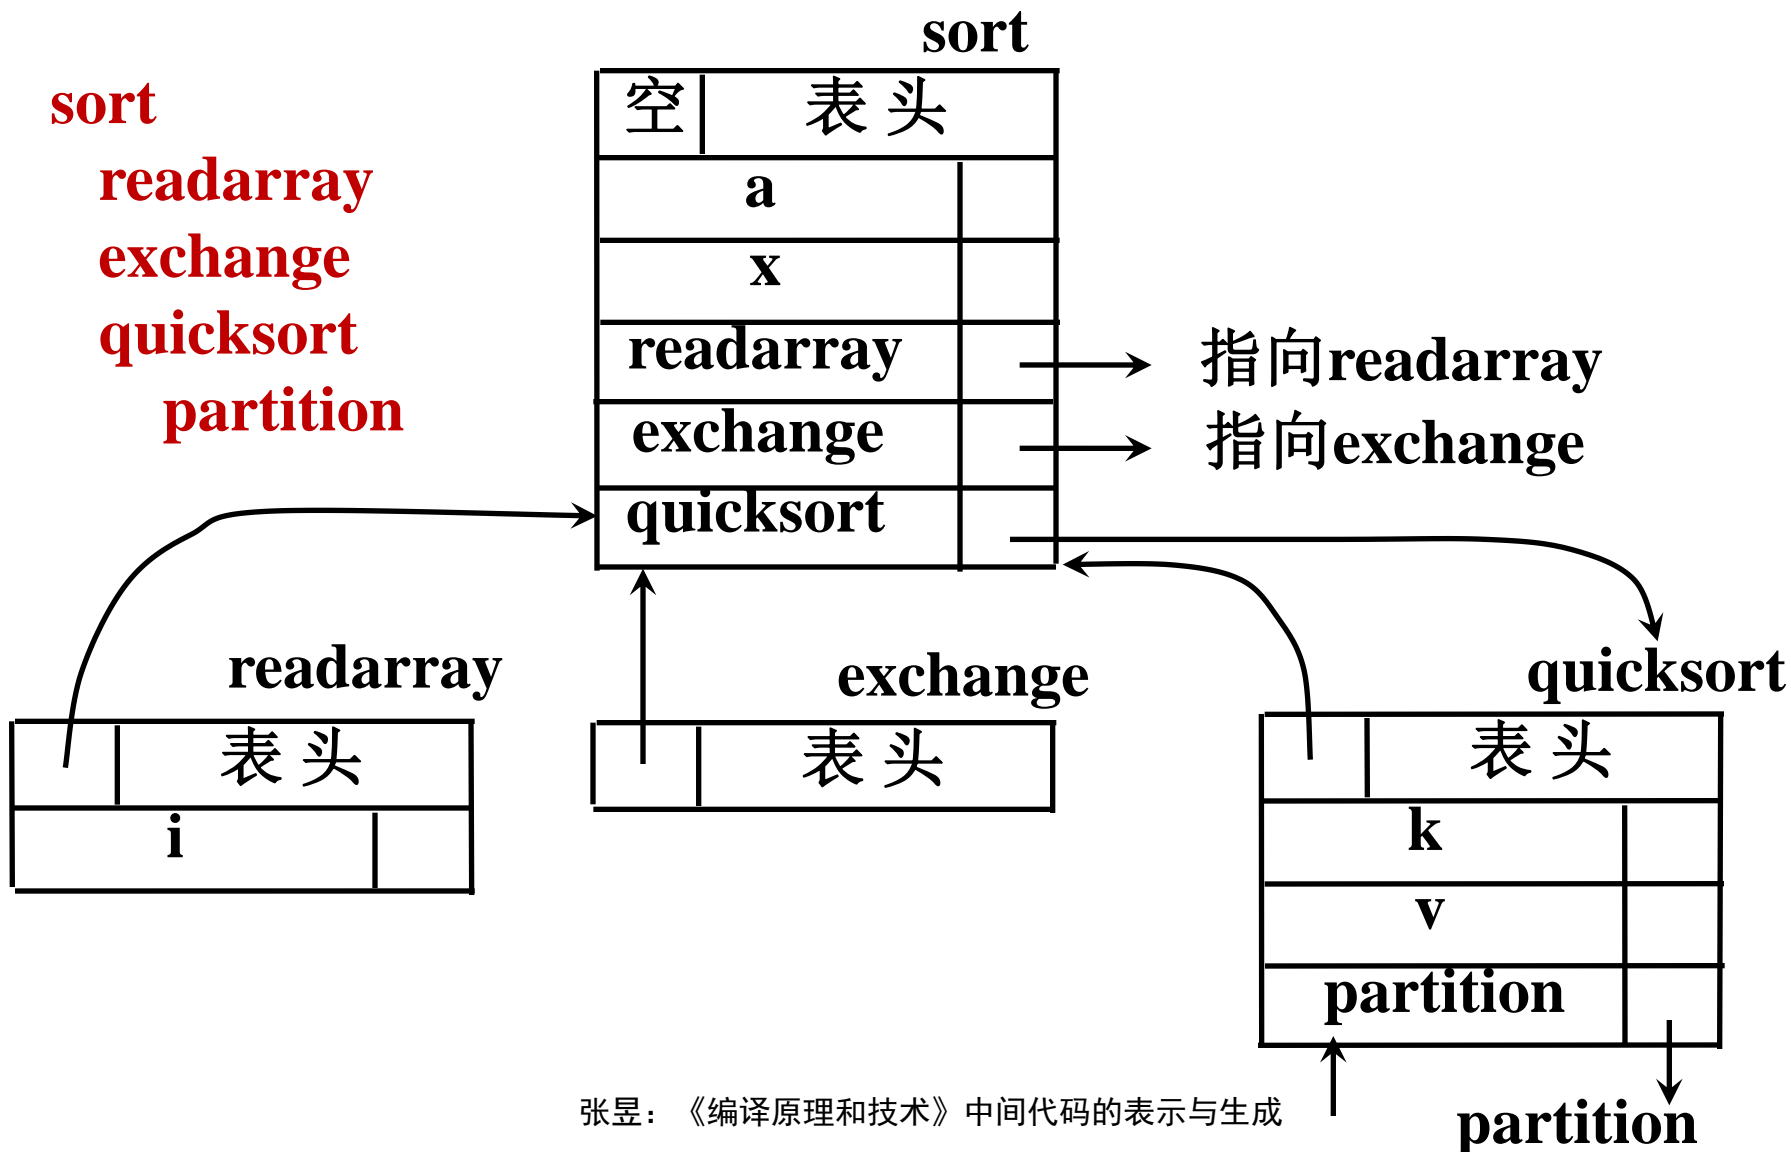 sort
sort
readarray
exchange
quicksort
partition
空 表 头
a
x
readarray
指向readarray
exchange
指向exchange
quicksort
readarray
exchange
quicksort
表 头
i
表 头
表 头
k
v
partition
张昱：《编译原理和技术》中间代码的表示与生成
partition